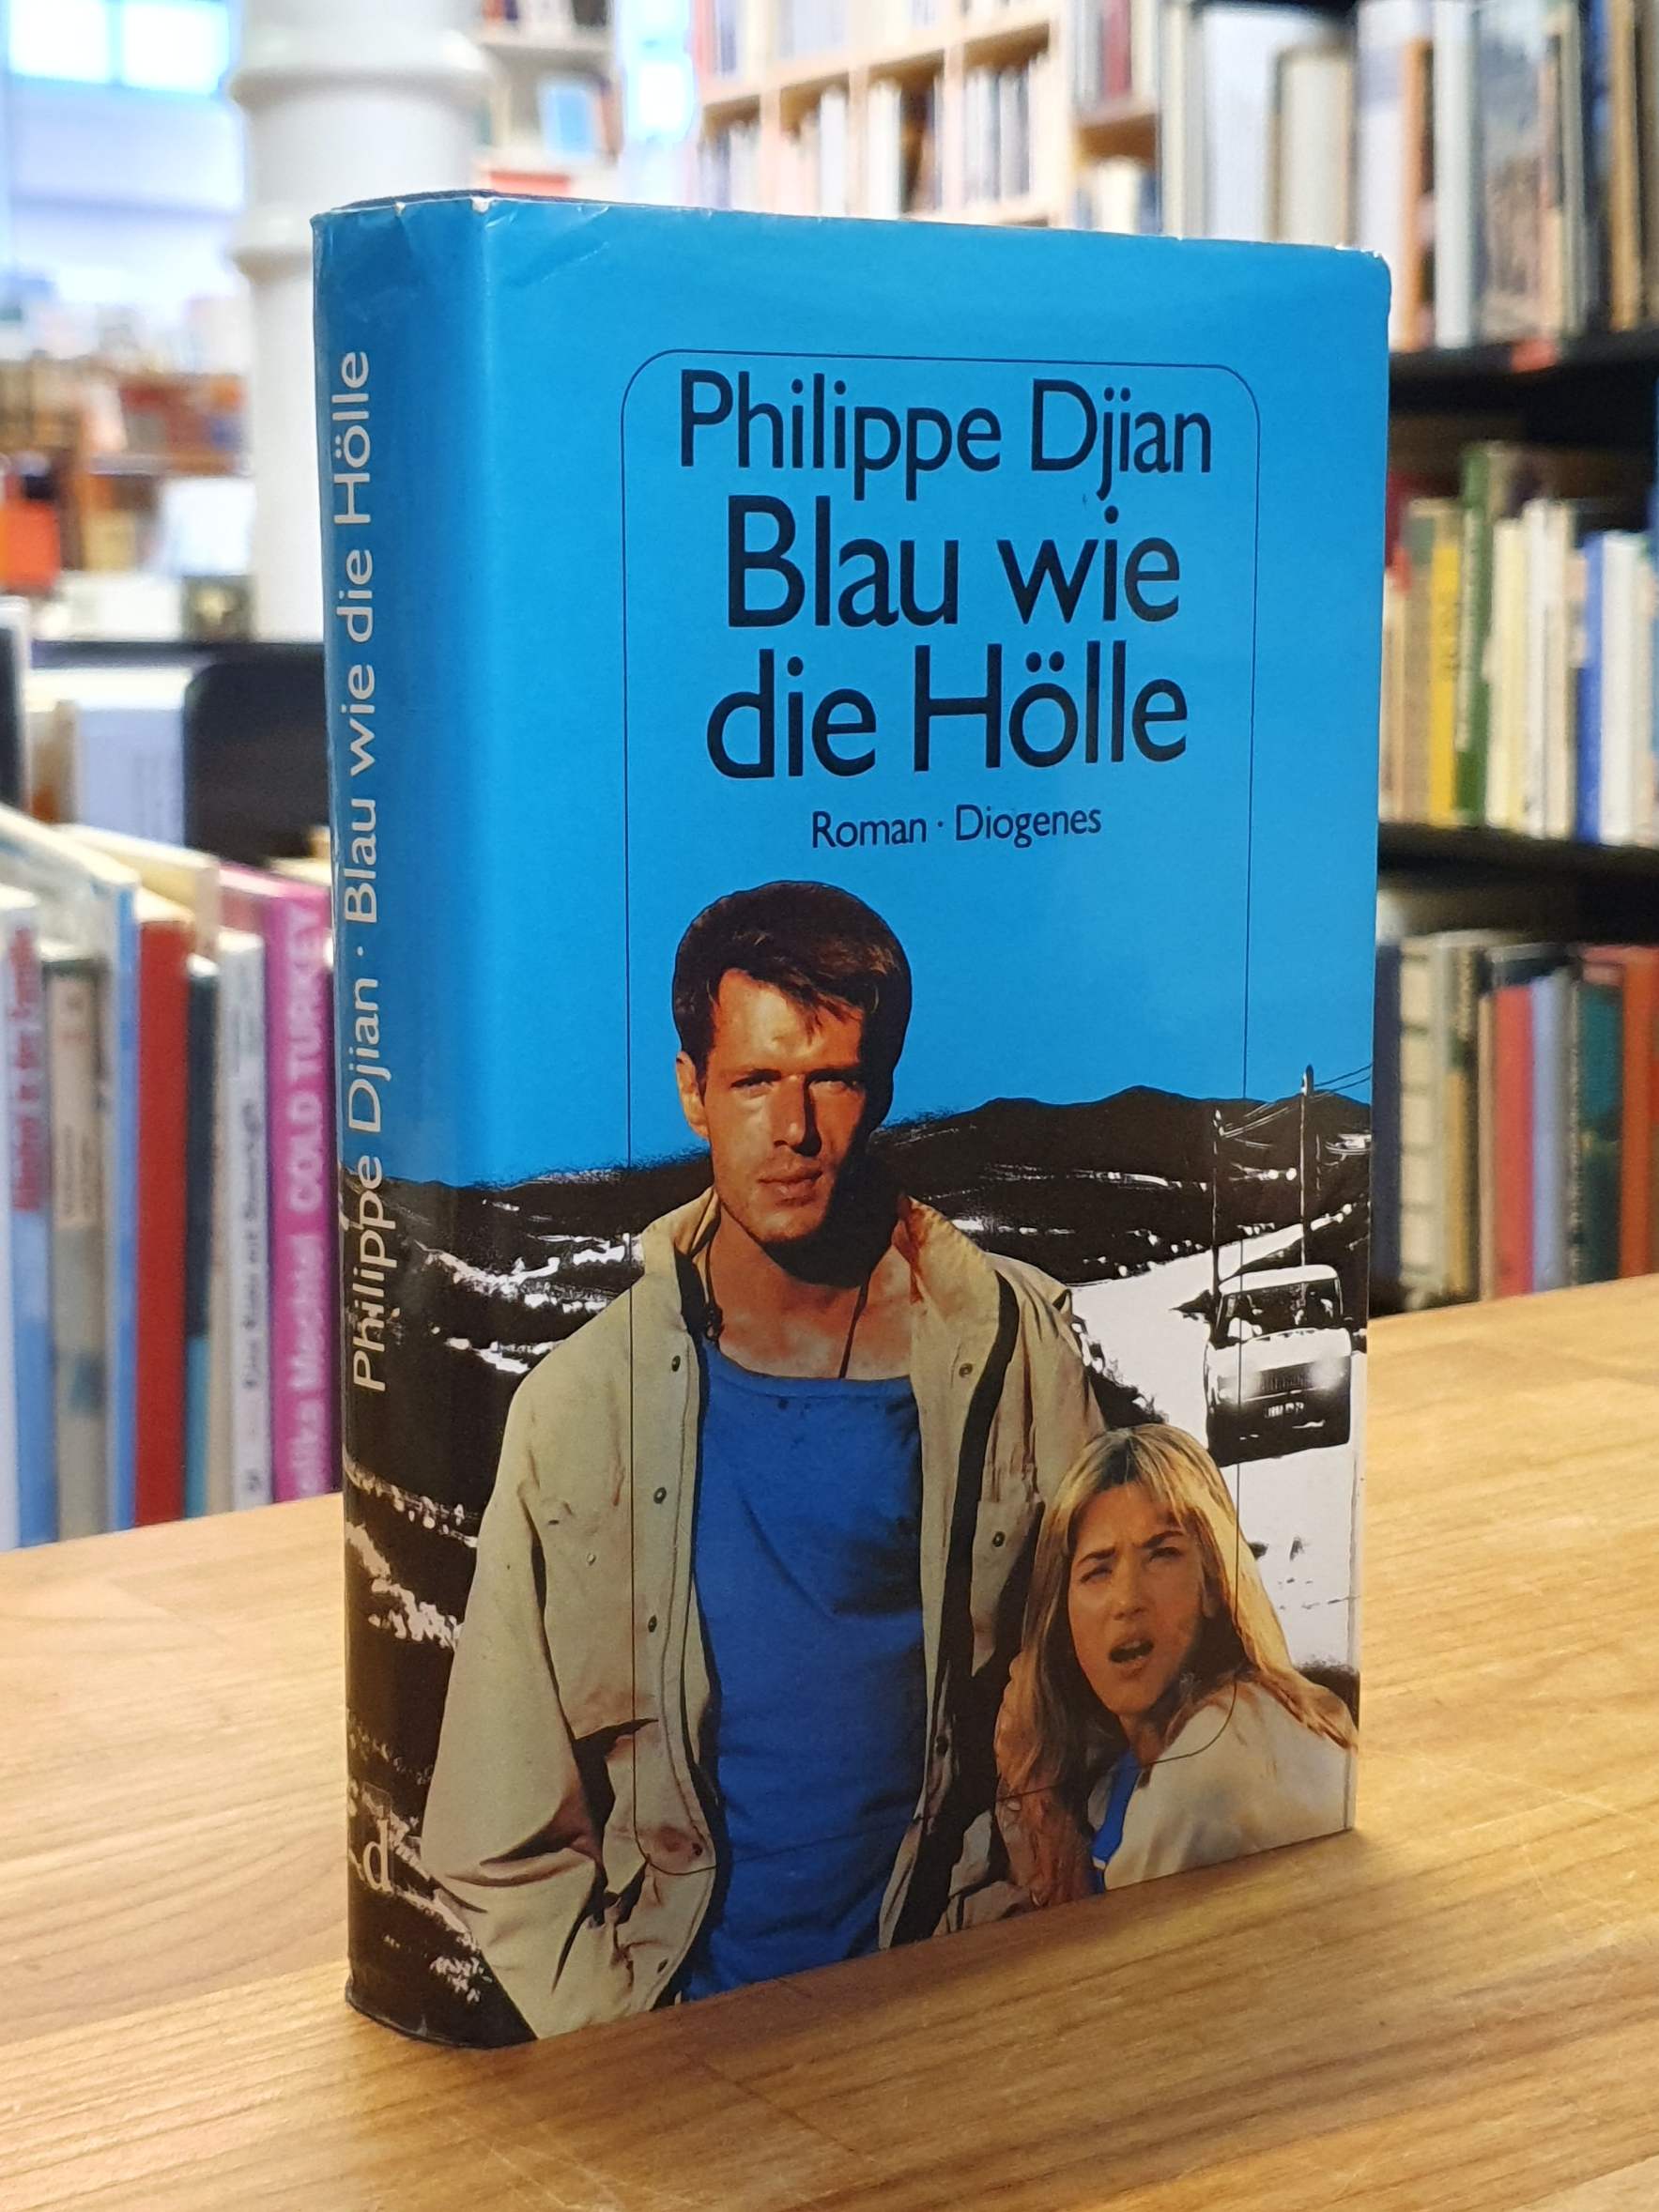 Philippe Djian
Blau wie
die Hölle
Roman · Diogenes
Philippe Djian · Blau wie die Hölle
d
COLD TURKEY